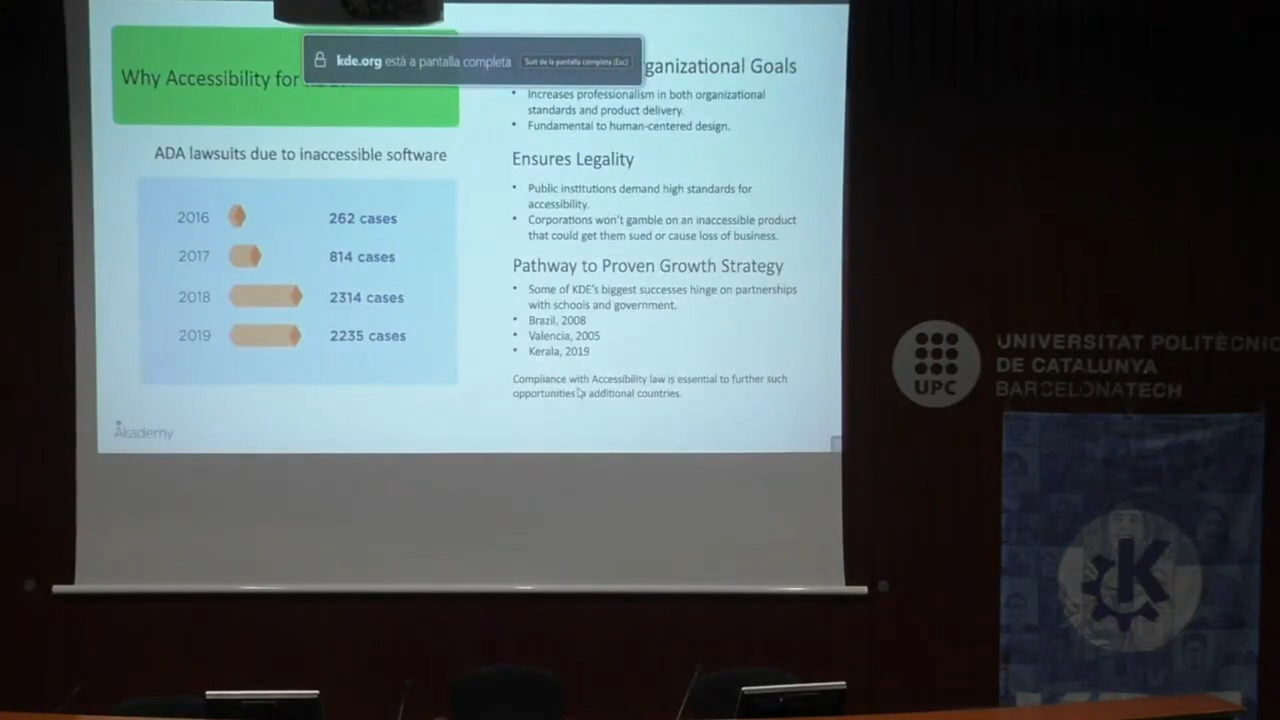 Why Accessibility for
kde.org està a pantalla completa
Surt de la pantalla completa (Esc)
ganizational Goals
• Increases professionalism in both organizational
standards and product delivery.
• Fundamental to human-centered design.
ADA lawsuits due to inaccessible software
2016 262 cases
2017 814 cases
2018 2314 cases
2019 2235 cases
Ensures Legality
• Public institutions demand high standards for
accessibility.
• Corporations won't gamble on an inaccessible product
that could get them sued or cause loss of business.
Pathway to Proven Growth Strategy
• Some of KDE's biggest successes hinge on partnerships
with schools and government.
• Brazil, 2008
• Valencia, 2005
• Kerala, 2019
Compliance with Accessibility law is essential to further such
opportunities additional countries.
Akademy
UPC
UNIVERSITAT POLITÈCNIC
DE CATALUNYA
BARCELONATECH
K